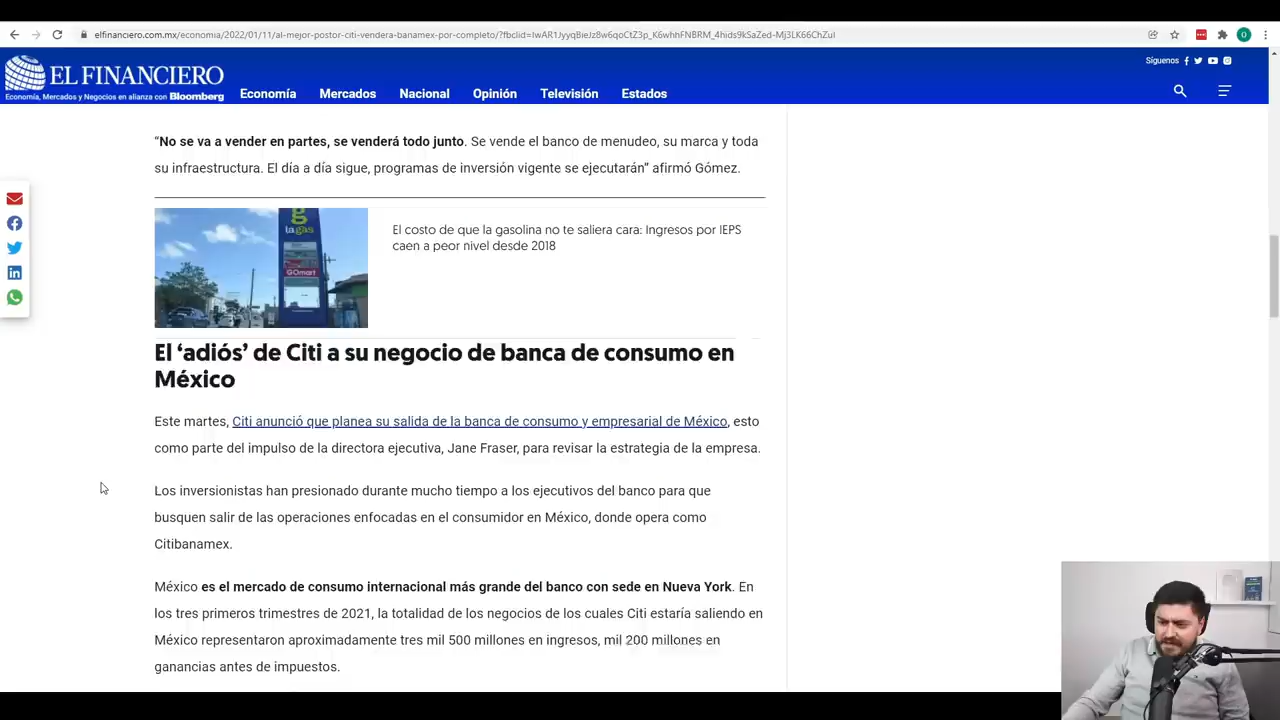 elfinanciero.com.mx/economia/2022/01/11/al-mejor-postor-citi-vendera-banamex-por-completo/?fbclid=IwAR1JyyqBieJz8w6qoCtZ3p_K6whhFNBRM_4hids9kSaZed-Mj3LK66ChZuI
EL FINANCIERO
Economía, Mercados y Negocios en alianza con Bloomberg
Economía Mercados Nacional Opinión Televisión Estados
Síguenos
“No se va a vender en partes, se venderá todo junto. Se vende el banco de menudeo, su marca y toda
su infraestructura. El día a día sigue, programas de inversión vigente se ejecutarán” afirmó Gómez.
g
la gas
GOmart
El costo de que la gasolina no te saliera cara: Ingresos por IEPS
caen a peor nivel desde 2018
El ‘adiós’ de Citi a su negocio de banca de consumo en
México
Este martes, Citi anunció que planea su salida de la banca de consumo y empresarial de México, esto
como parte del impulso de la directora ejecutiva, Jane Fraser, para revisar la estrategia de la empresa.
Los inversionistas han presionado durante mucho tiempo a los ejecutivos del banco para que
busquen salir de las operaciones enfocadas en el consumidor en México, donde opera como
Citibanamex.
México es el mercado de consumo internacional más grande del banco con sede en Nueva York. En
los tres primeros trimestres de 2021, la totalidad de los negocios de los cuales Citi estaría saliendo en
México representaron aproximadamente tres mil 500 millones en ingresos, mil 200 millones en
ganancias antes de impuestos.